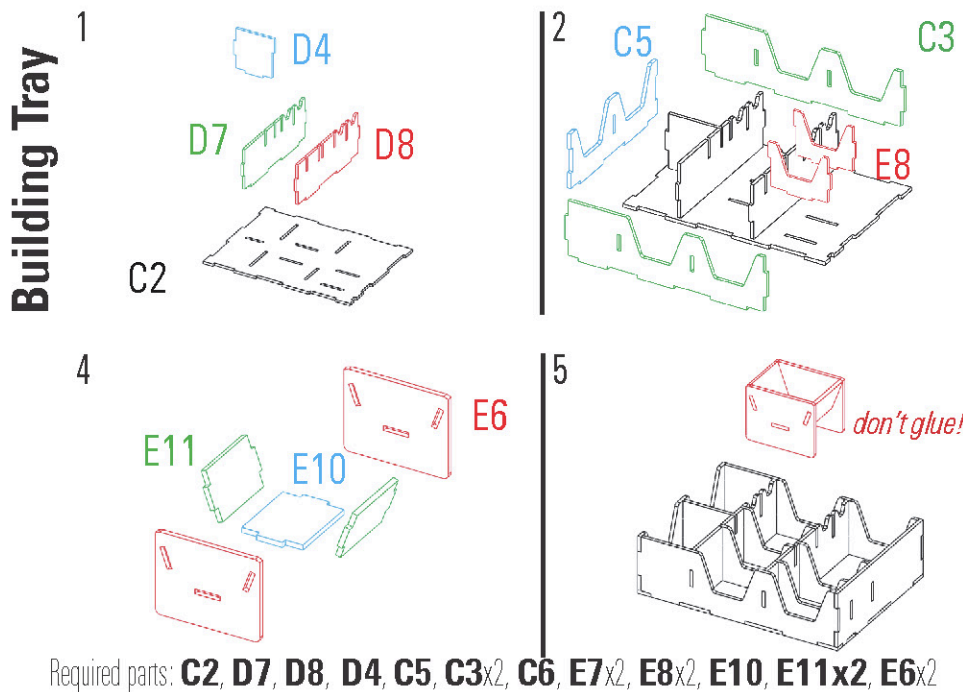 Building Tray
1
D4
D7
D8
C2
2
C3
C5
E8
4
E6
E11
E10
5
don't glue!
Required parts: C2, D7, D8, D4, C5, C3x2, C6, E7x2, E8x2, E10, E11x2, E6x2